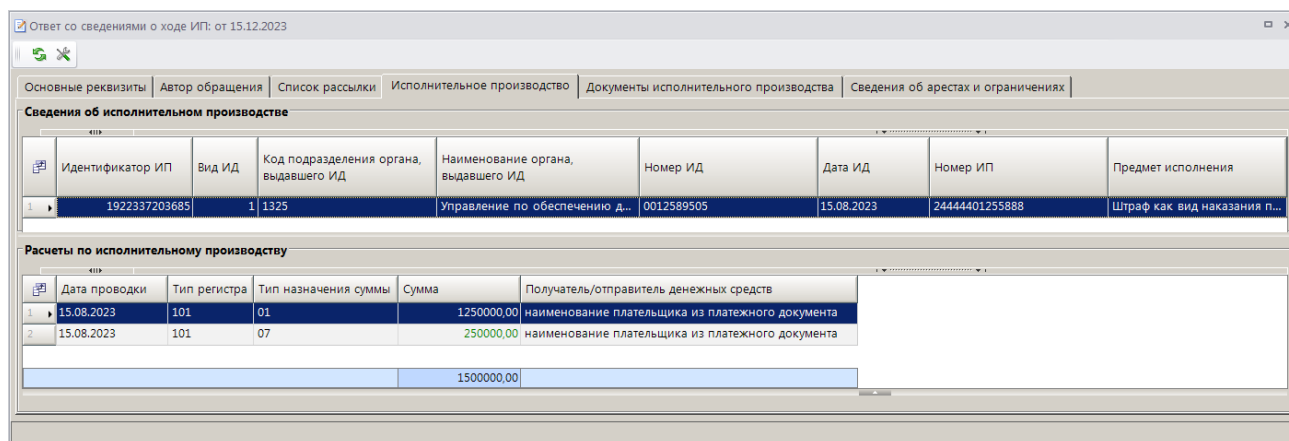 Ответ со сведениями о ходе ИП: от 15.12.2023
Основные реквизиты Автор обращения Список рассылки Исполнительное производство Документы исполнительного производства Сведения об арестах и ограничениях
Сведения об исполнительном производстве
Идентификатор ИП Вид ИД Код подразделения органа, выдавшего ИД Наименование органа, выдавшего ИД Номер ИД Дата ИД Номер ИП Предмет исполнения
1 1922337203685 1 1325 Управление по обеспечению д... 0012589505 15.08.2023 24444401255888 Штраф как вид наказания п...
Расчеты по исполнительному производству
Дата проводки Тип регистра Тип назначения суммы Сумма Получатель/отправитель денежных средств
1 15.08.2023 101 01 1250000,00 наименование плательщика из платежного документа
2 15.08.2023 101 07 250000,00 наименование плательщика из платежного документа
1500000,00